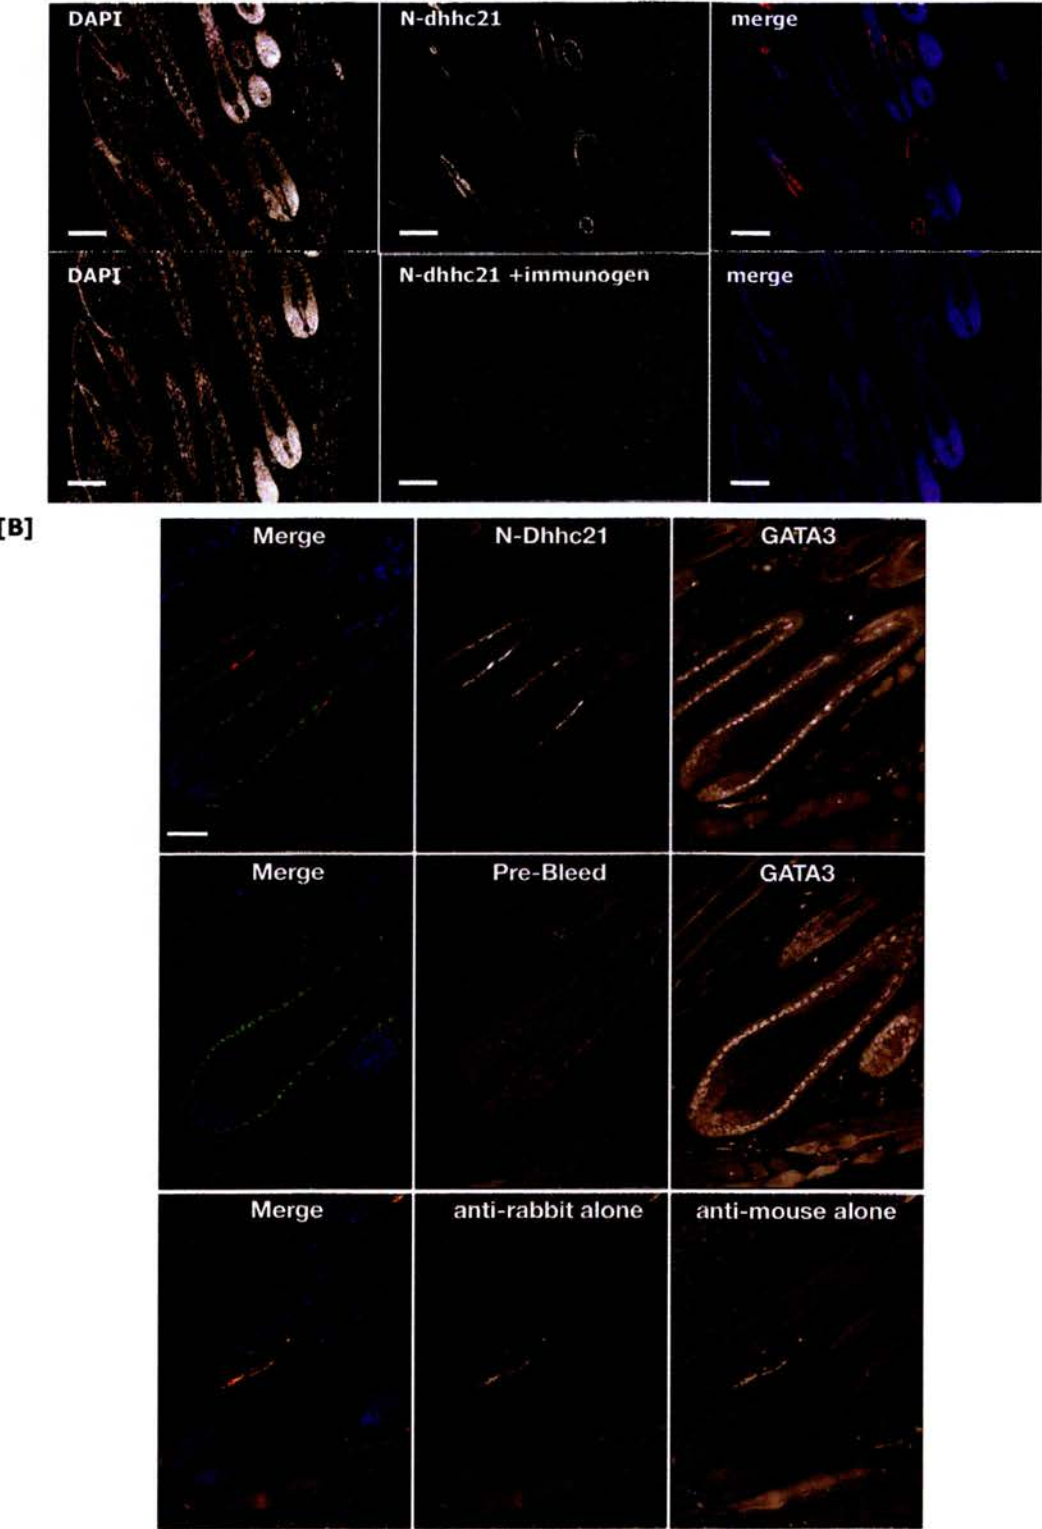 DAPI N-dhhc21 merge
DAPI N-dhhc21 +immunogen merge
[B]
Merge N-Dhhc21 GATA3
Merge Pre-Bleed GATA3
Merge anti-rabbit alone anti-mouse alone